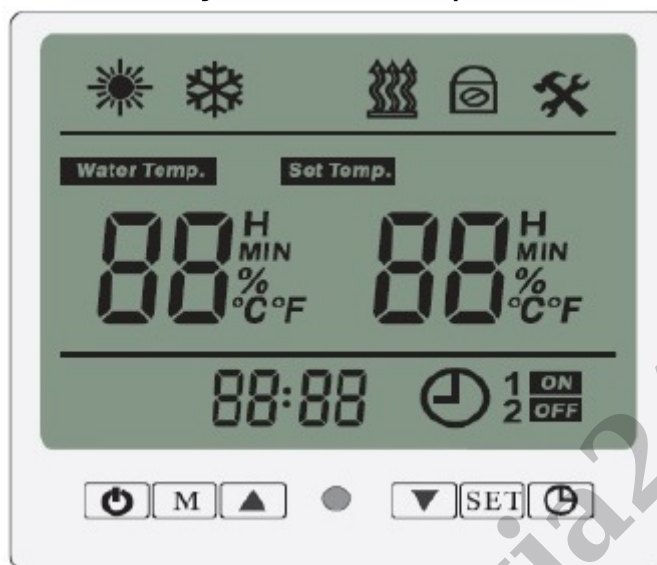 Water Temp. Set Temp.
88 H MIN % °C °F 88 H MIN % °C °F
88:88 1 ON
2 OFF
M SET